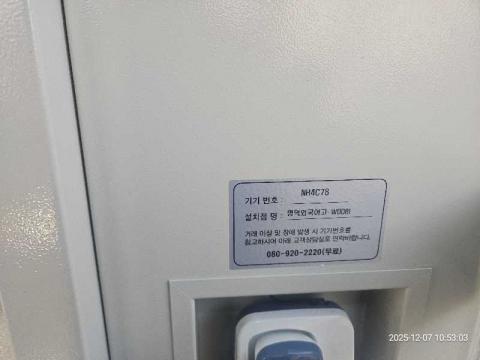 기기 번호 : NH4C78
설치점 명 : 명덕외국어고 W0081
거래 이상 및 장애 발생 시 기기번호를
참고하시어 아래 고객상담실로 연락바랍니다.
080-920-2220(무료)
2025-12-07 10:53:03